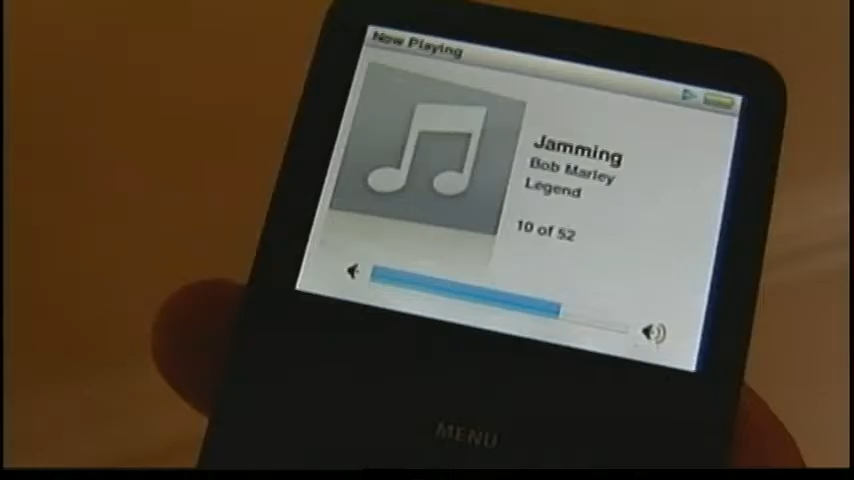 Now Playing
Jamming
Bob Marley
Legend
10 of 52
MENU